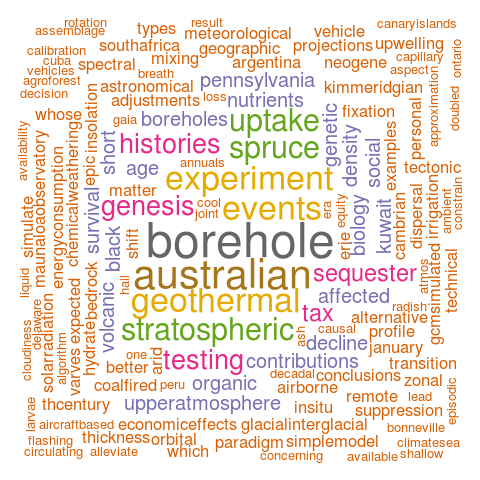 rotation result canaryislands
assemblage types meteorological vehicle
calibration southafrica geographic projections upwelling
cuba spectral mixing argentina neogene capillary
vehicles breath aspect
agroforest astronomical pennsylvania kimmeridgian
decision adjustments loss nutrients
whose gaia boreholes uptake fixation
availability maunaloaobservatory energyconsumption chemicalweathering epic insolation
short histories spruce genetic density social examples personal approximation doubled ontario
age annuals experiment tectonic
matter cool
survival genesis joint events era equity biology kuwait cambrian dispersal irrigation ambient constrain
simulate black shift borehole erie
hail australian sequester gcmsimulated atmos technical
liquid bedrock volcanic geothermal affected
solarradiation varves expected hydrate tax radish
cloudiness dejaware stratospheric ash causal alternative
algorithm decline profile
one arid testing contributions january
better decadal transition
coalfired peru organic airborne conclusions zonal
larvae thcentury upperatmosphere insitu remote lead
suppression episodic
aircraftbased economiceffects glacialinterglacial bonneville
flashing thickness orbital paradigm simplemodel climatesea
circulating alleviate which concerning available shallow